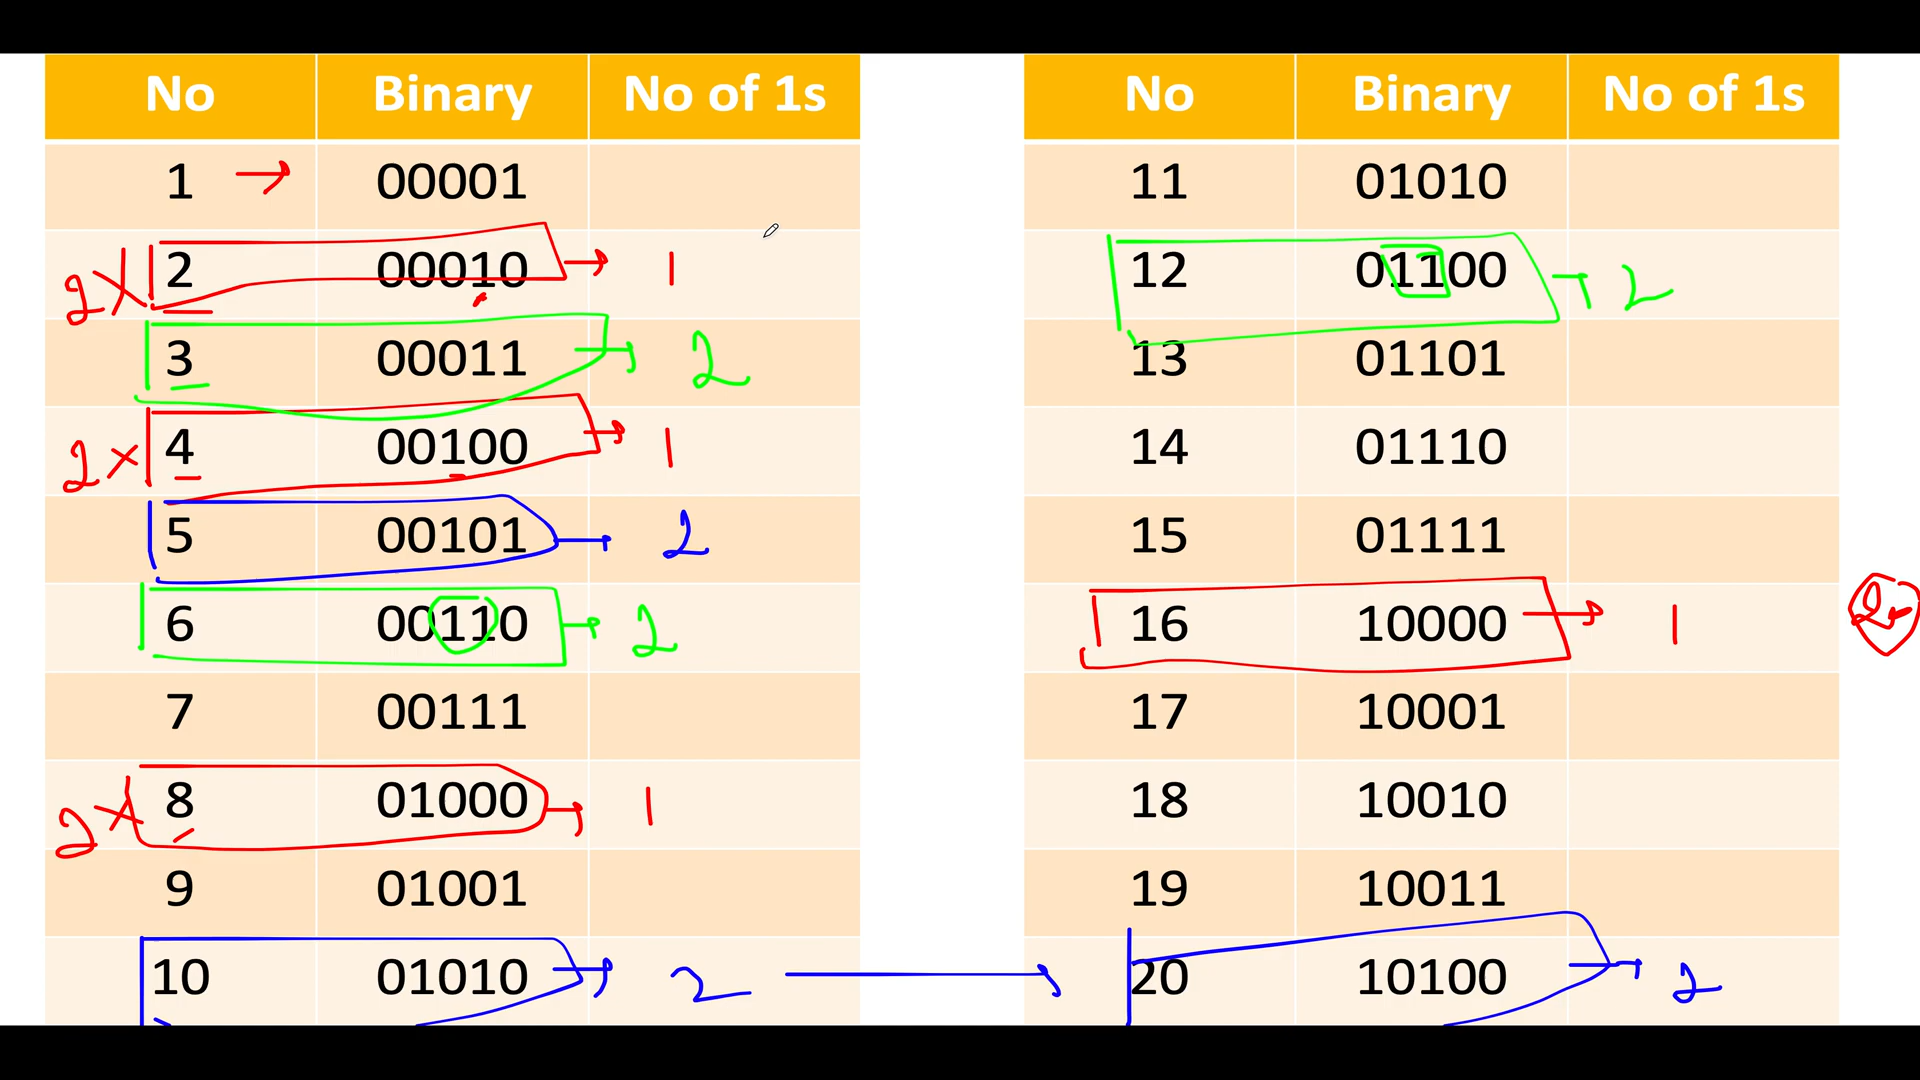 No Binary No of 1s
1 → 00001
2X 2 00010 → 1
3 00011 → 2
2X 4 00100 → 1
5 00101 → 2
6 00110 → 2
7 00111
2X 8 01000 → 1
9 01001
10 01010 → 2 →
No Binary No of 1s
11 01010
12 01100 → 2
13 01101
14 01110
15 01111
16 10000 → 1
17 10001
18 10010
19 10011
20 10100 → 2